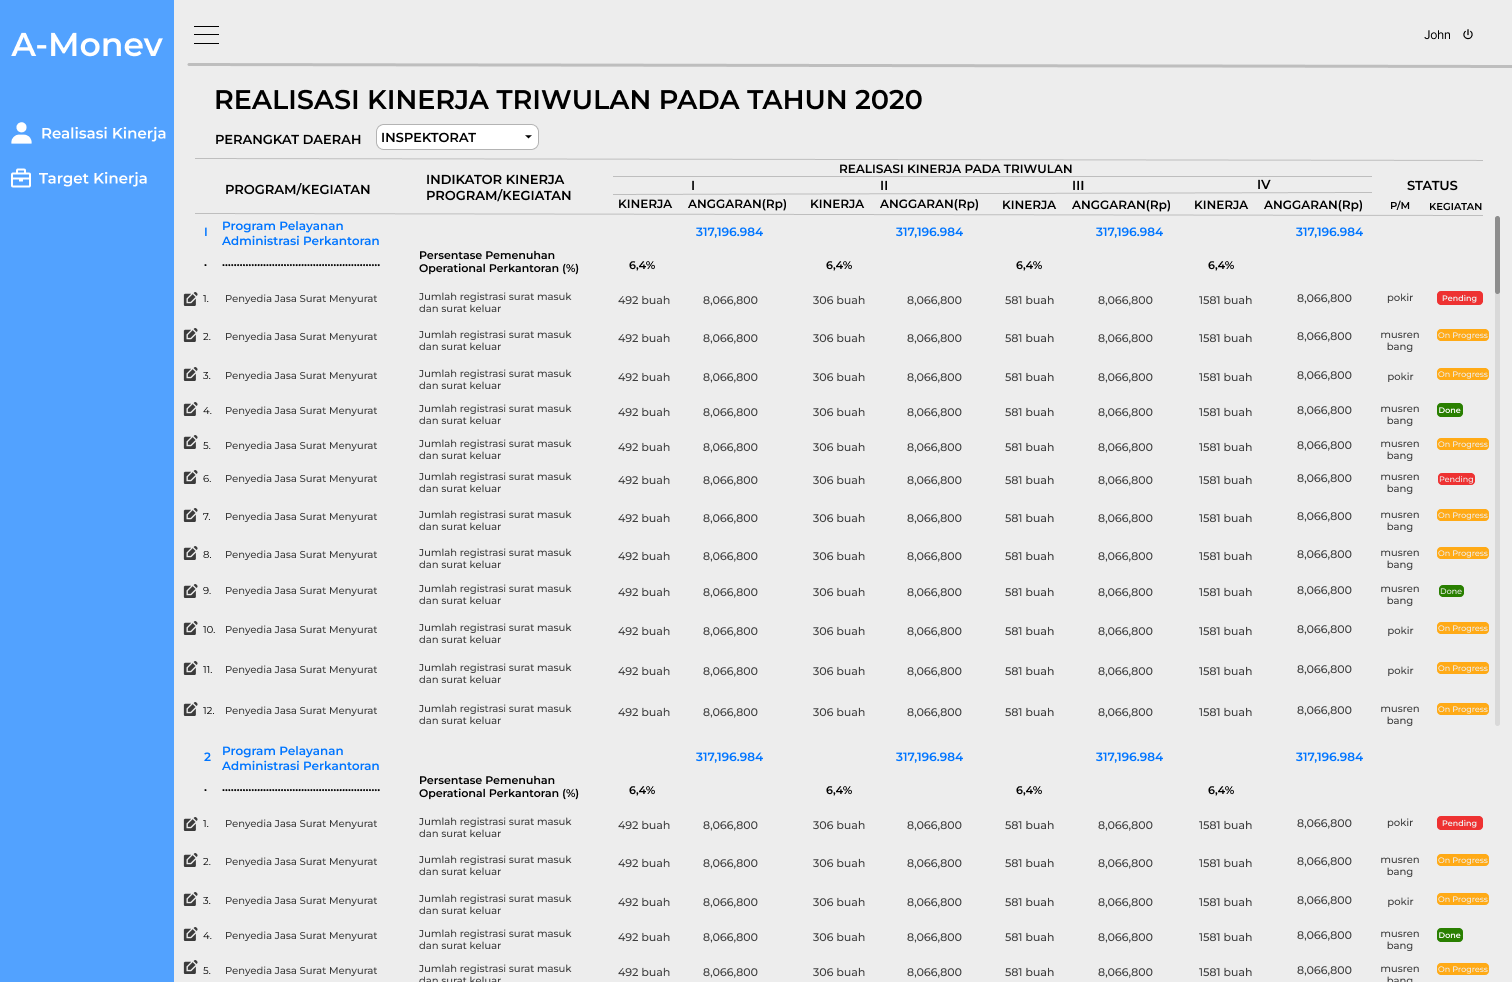 A-Monev
Realisasi Kinerja
Target Kinerja
John
REALISASI KINERJA TRIWULAN PADA TAHUN 2020
PERANGKAT DAERAH INSPEKTORAT
REALISASI KINERJA PADA TRIWULAN
PROGRAM/KEGIATAN INDIKATOR KINERJA PROGRAM/KEGIATAN I II III IV STATUS
KINERJA ANGGARAN(Rp) KINERJA ANGGARAN(Rp) KINERJA ANGGARAN(Rp) KINERJA ANGGARAN(Rp) P/M KEGIATAN
I Program Pelayanan Administrasi Perkantoran 317,196.984 317,196.984 317,196.984 317,196.984
. ...................................................... Persentase Pemenuhan Operational Perkantoran (%) 6,4% 6,4% 6,4% 6,4%
1. Penyedia Jasa Surat Menyurat Jumlah registrasi surat masuk dan surat keluar 492 buah 8,066,800 306 buah 8,066,800 581 buah 8,066,800 1581 buah 8,066,800 pokir Pending
2. Penyedia Jasa Surat Menyurat Jumlah registrasi surat masuk dan surat keluar 492 buah 8,066,800 306 buah 8,066,800 581 buah 8,066,800 1581 buah 8,066,800 musren bang On Progress
3. Penyedia Jasa Surat Menyurat Jumlah registrasi surat masuk dan surat keluar 492 buah 8,066,800 306 buah 8,066,800 581 buah 8,066,800 1581 buah 8,066,800 pokir On Progress
4. Penyedia Jasa Surat Menyurat Jumlah registrasi surat masuk dan surat keluar 492 buah 8,066,800 306 buah 8,066,800 581 buah 8,066,800 1581 buah 8,066,800 musren bang Done
5. Penyedia Jasa Surat Menyurat Jumlah registrasi surat masuk dan surat keluar 492 buah 8,066,800 306 buah 8,066,800 581 buah 8,066,800 1581 buah 8,066,800 musren bang On Progress
6. Penyedia Jasa Surat Menyurat Jumlah registrasi surat masuk dan surat keluar 492 buah 8,066,800 306 buah 8,066,800 581 buah 8,066,800 1581 buah 8,066,800 musren bang Pending
7. Penyedia Jasa Surat Menyurat Jumlah registrasi surat masuk dan surat keluar 492 buah 8,066,800 306 buah 8,066,800 581 buah 8,066,800 1581 buah 8,066,800 musren bang On Progress
8. Penyedia Jasa Surat Menyurat Jumlah registrasi surat masuk dan surat keluar 492 buah 8,066,800 306 buah 8,066,800 581 buah 8,066,800 1581 buah 8,066,800 musren bang On Progress
9. Penyedia Jasa Surat Menyurat Jumlah registrasi surat masuk dan surat keluar 492 buah 8,066,800 306 buah 8,066,800 581 buah 8,066,800 1581 buah 8,066,800 musren bang Done
10. Penyedia Jasa Surat Menyurat Jumlah registrasi surat masuk dan surat keluar 492 buah 8,066,800 306 buah 8,066,800 581 buah 8,066,800 1581 buah 8,066,800 pokir On Progress
11. Penyedia Jasa Surat Menyurat Jumlah registrasi surat masuk dan surat keluar 492 buah 8,066,800 306 buah 8,066,800 581 buah 8,066,800 1581 buah 8,066,800 pokir On Progress
12. Penyedia Jasa Surat Menyurat Jumlah registrasi surat masuk dan surat keluar 492 buah 8,066,800 306 buah 8,066,800 581 buah 8,066,800 1581 buah 8,066,800 musren bang On Progress
2 Program Pelayanan Administrasi Perkantoran 317,196.984 317,196.984 317,196.984 317,196.984
. ...................................................... Persentase Pemenuhan Operational Perkantoran (%) 6,4% 6,4% 6,4% 6,4%
1. Penyedia Jasa Surat Menyurat Jumlah registrasi surat masuk dan surat keluar 492 buah 8,066,800 306 buah 8,066,800 581 buah 8,066,800 1581 buah 8,066,800 pokir Pending
2. Penyedia Jasa Surat Menyurat Jumlah registrasi surat masuk dan surat keluar 492 buah 8,066,800 306 buah 8,066,800 581 buah 8,066,800 1581 buah 8,066,800 musren bang On Progress
3. Penyedia Jasa Surat Menyurat Jumlah registrasi surat masuk dan surat keluar 492 buah 8,066,800 306 buah 8,066,800 581 buah 8,066,800 1581 buah 8,066,800 pokir On Progress
4. Penyedia Jasa Surat Menyurat Jumlah registrasi surat masuk dan surat keluar 492 buah 8,066,800 306 buah 8,066,800 581 buah 8,066,800 1581 buah 8,066,800 musren bang Done
5. Penyedia Jasa Surat Menyurat Jumlah registrasi surat masuk dan surat keluar 492 buah 8,066,800 306 buah 8,066,800 581 buah 8,066,800 1581 buah 8,066,800 musren bang On Progress